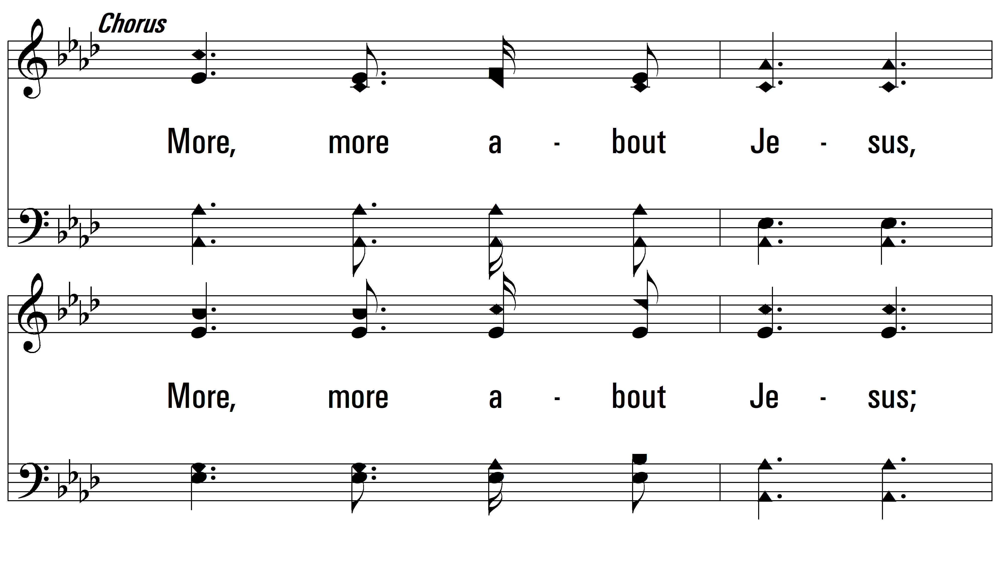 Chorus
More, more a - bout Je - sus,
More, more a - bout Je - sus;